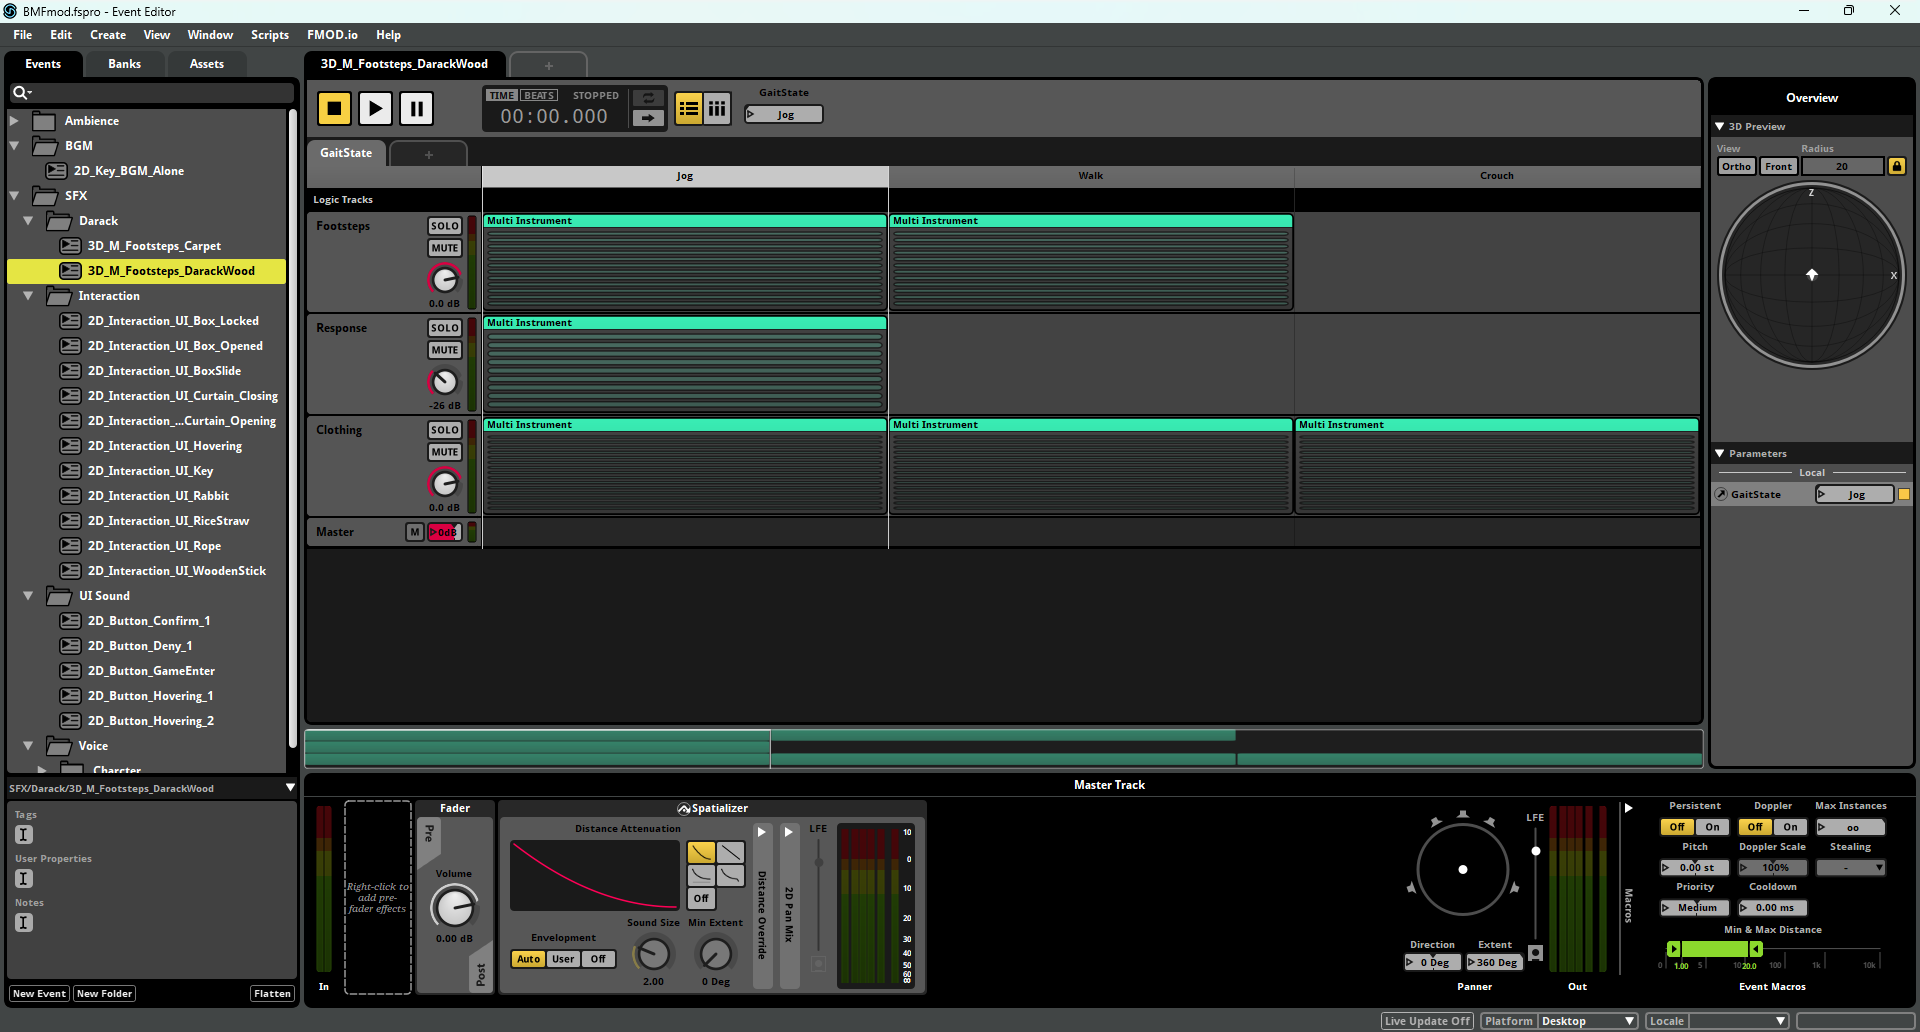 BMFmod.fspro - Event Editor
File Edit Create View Window Scripts FMOD.io Help
Events Banks Assets
3D_M_Footsteps_DarackWood
Ambience
BGM
2D_Key_BGM_Alone
SFX
Darack
3D_M_Footsteps_Carpet
3D_M_Footsteps_DarackWood
Interaction
2D_Interaction_UI_Box_Locked
2D_Interaction_UI_Box_Opened
2D_Interaction_UI_BoxSlide
2D_Interaction_UI_Curtain_Closing
2D_Interaction_...Curtain_Opening
2D_Interaction_UI_Hovering
2D_Interaction_UI_Key
2D_Interaction_UI_Rabbit
2D_Interaction_UI_RiceStraw
2D_Interaction_UI_Rope
2D_Interaction_UI_WoodenStick
UI Sound
2D_Button_Confirm_1
2D_Button_Deny_1
2D_Button_GameEnter
2D_Button_Hovering_1
2D_Button_Hovering_2
Voice
Charcter
SFX/Darack/3D_M_Footsteps_DarackWood
Tags
User Properties
Notes
New Event New Folder Flatten
TIME BEATS STOPPED
00:00.000
GaitState
Jog
GaitState
Jog Walk Crouch
Logic Tracks
Footsteps SOLO MUTE 0.0 dB
Multi Instrument Multi Instrument
Response SOLO MUTE -26 dB
Multi Instrument
Clothing SOLO MUTE 0.0 dB
Multi Instrument Multi Instrument Multi Instrument
Master M 0dB
Overview
3D Preview
View Radius
Ortho Front 20
Z
X
Parameters
Local
GaitState Jog
Master Track
In
Right-click to
add pre-
fader effects
Fader
Pre
Volume
0.00 dB
Post
Spatializer
Distance Attenuation
Off
Envelopment
Auto User Off
Sound Size
2.00
Min Extent
0 Deg
Distance Override
2D Pan Mix
LFE
10
0
10
20
30
40
50
60
80
LFE
Direction Extent
0 Deg 360 Deg
Panner
Out
Macros
Persistent Doppler Max Instances
Off On Off On oo
Pitch Doppler Scale Stealing
0.00 st 100% -
Priority Cooldown
Medium 0.00 ms
Min & Max Distance
0 1.00 5 10 20.0 100 1k 10k
Event Macros
Live Update Off Platform Desktop Locale